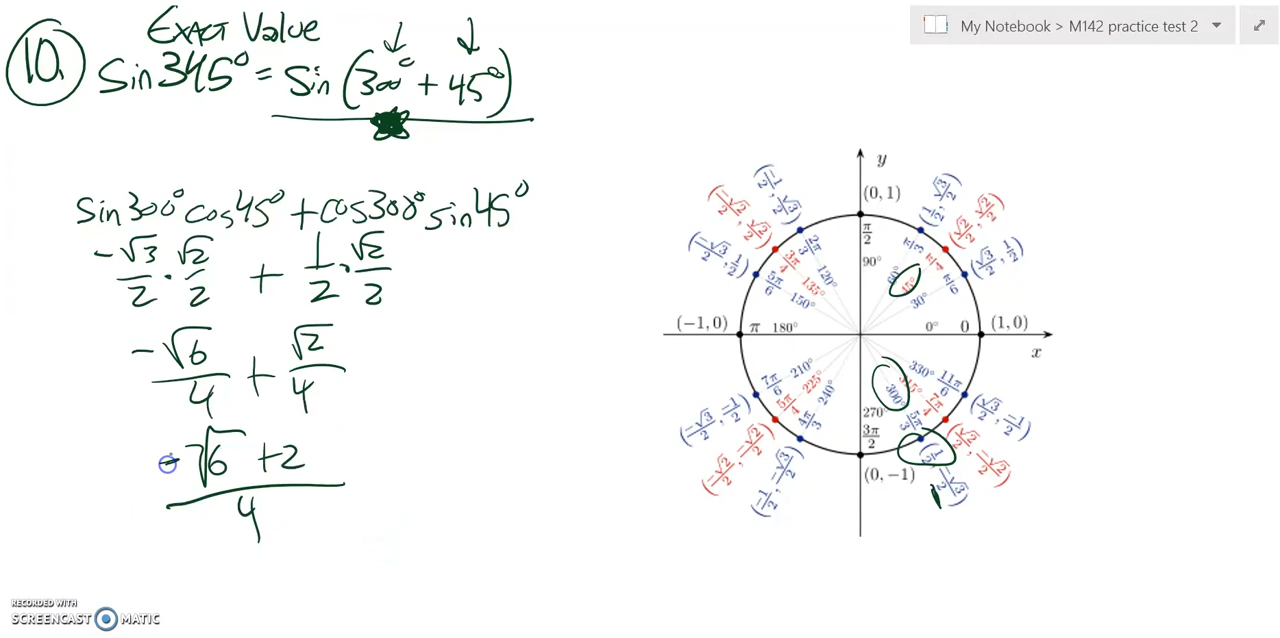 My Notebook > M142 practice test 2
10.
Exact Value
Sin 345° = Sin (300° + 45°)
sin 300° cos 45° + cos 300° sin 45°
-√3/2 · √2/2 + 1/2 · √2/2
-√6/4 + √2/4
-√6 + 2
4
y
(0, 1)
(-1/2, √3/2)
(-√2/2, √2/2)
(-√3/2, 1/2)
(1/2, √3/2)
(√2/2, √2/2)
(√3/2, 1/2)
π/2
90°
2π/3
120°
3π/4
135°
5π/6
150°
π/3
60°
π/4
45°
π/6
30°
(-1, 0)
π
180°
0°
0
(1, 0)
x
7π/6
210°
5π/4
225°
4π/3
240°
270°
3π/2
330°
11π/6
315°
7π/4
300°
5π/3
(-√3/2, -1/2)
(-√2/2, -√2/2)
(-1/2, -√3/2)
(0, -1)
(√3/2, -1/2)
(√2/2, -√2/2)
(1/2, -√3/2)
RECORDED WITH
SCREENCAST MATIC